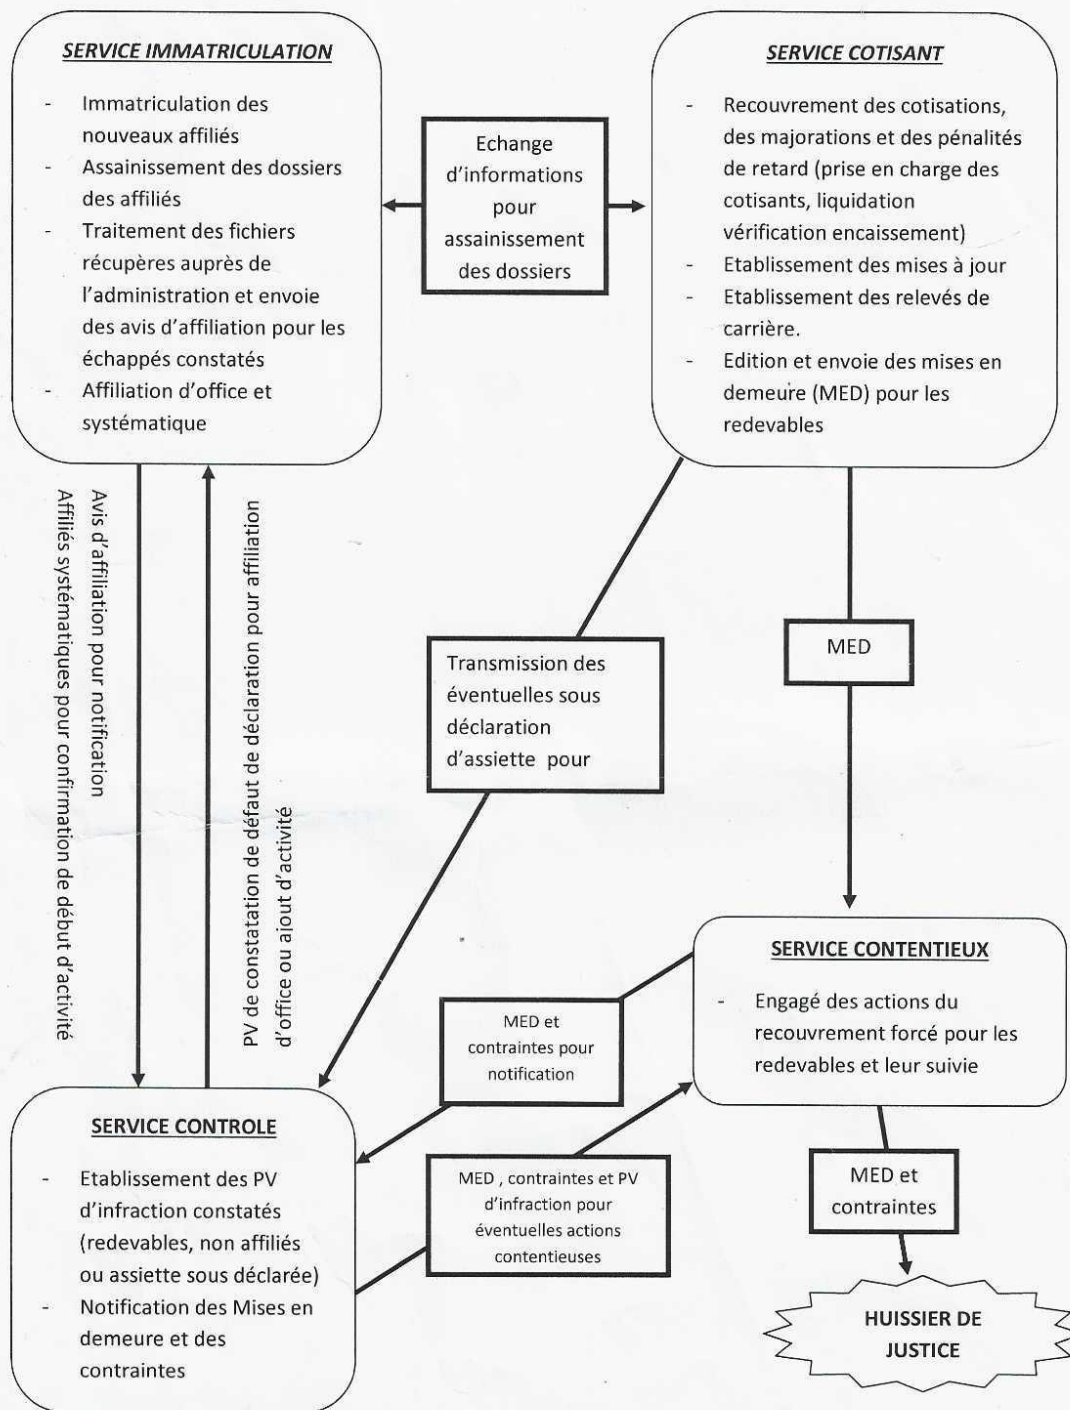 SERVICE IMMATRICULATION
- Immatriculation des
nouveaux affiliés
- Assainissement des dossiers
des affiliés
- Traitement des fichiers
récupères auprès de
l'administration et envoie
des avis d'affiliation pour les
échappés constatés
- Affiliation d'office et
systématique
Echange
d'informations
pour
assainissement
des dossiers
SERVICE COTISANT
- Recouvrement des cotisations,
des majorations et des pénalités
de retard (prise en charge des
cotisants, liquidation
vérification encaissement)
- Etablissement des mises à jour
- Etablissement des relevés de
carrière.
- Edition et envoie des mises en
demeure (MED) pour les
redevables
Avis d'affiliation pour notification
Affiliés systématiques pour confirmation de début d'activité
PV de constatation de défaut de déclaration pour affiliation
d'office ou ajout d'activité
Transmission des
éventuelles sous
déclaration
d'assiette pour
MED
SERVICE CONTENTIEUX
- Engagé des actions du
recouvrement forcé pour les
redevables et leur suivie
MED et
contraintes pour
notification
SERVICE CONTROLE
- Etablissement des PV
d'infraction constatés
(redevables, non affiliés
ou assiette sous déclarée)
- Notification des Mises en
demeure et des
contraintes
MED , contraintes et PV
d'infraction pour
éventuelles actions
contentieuses
MED et
contraintes
HUISSIER DE
JUSTICE